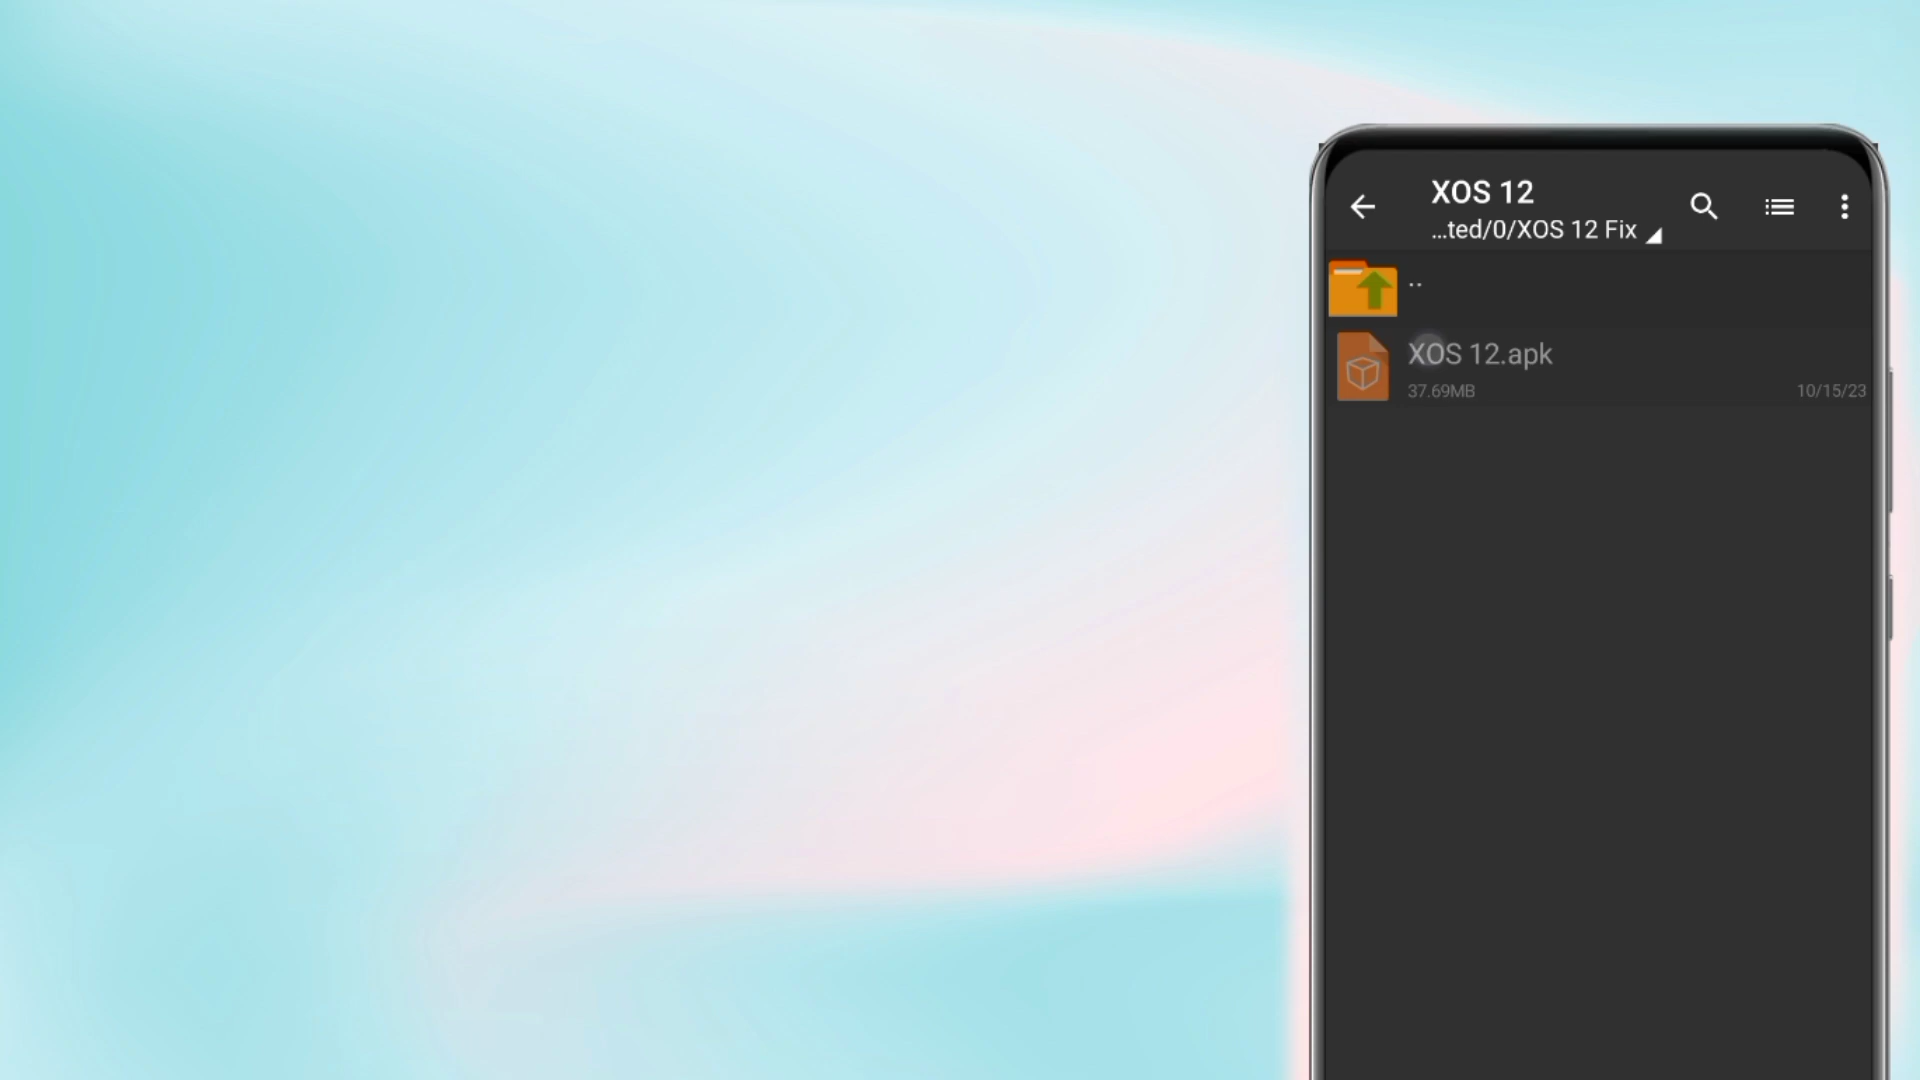 XOS 12
...ted/0/XOS 12 Fix
..
XOS 12.apk
37.69MB
10/15/23